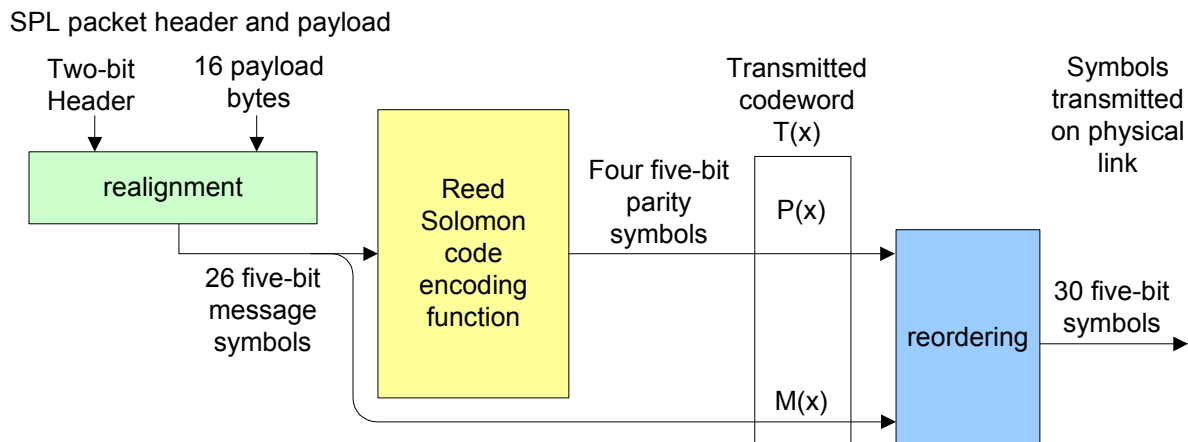 SPL packet header and payload
Two-bit
Header
16 payload
bytes
realignment
26 five-bit
message
symbols
Reed
Solomon
code
encoding
function
Four five-bit
parity
symbols
Transmitted
codeword
T(x)
P(x)
M(x)
reordering
Symbols
transmitted
on physical
link
30 five-bit
symbols